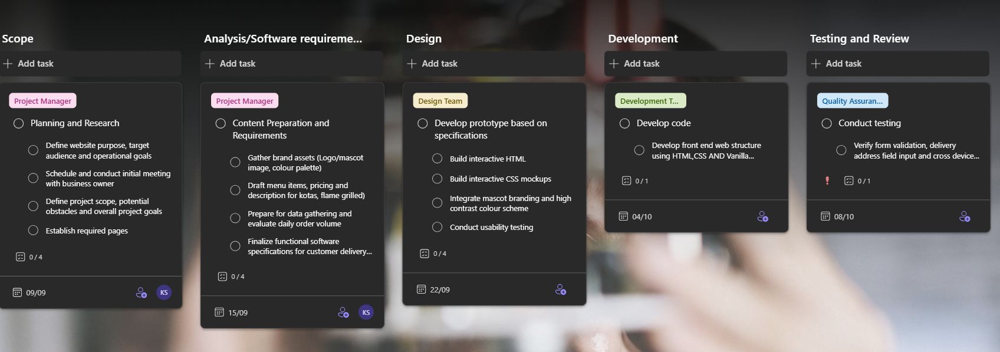 Scope
Add task
Project Manager
Planning and Research
Define website purpose, target
audience and operational goals
Schedule and conduct initial meeting
with business owner
Define project scope, potential
obstacles and overall project goals
Establish required pages
0 / 4
09/09
KS
Analysis/Software requireme...
Add task
Project Manager
Content Preparation and
Requirements
Gather brand assets (Logo/mascot
image, colour palette)
Draft menu items, pricing and
description for kotas, flame grilled)
Prepare for data gathering and
evaluate daily order volume
Finalize functional software
specifications for customer delivery...
0 / 4
15/09
KS
Design
Add task
Design Team
Develop prototype based on
specifications
Build interactive HTML
Build interactive CSS mockups
Integrate mascot branding and high
contrast colour scheme
Conduct usability testing
0 / 4
22/09
Development
Add task
Development T...
Develop code
Develop front end web structure
using HTML,CSS AND Vanilla...
0 / 1
04/10
Testing and Review
Add task
Quality Assuran...
Conduct testing
Verify form validation, delivery
address field input and cross device...
0 / 1
08/10